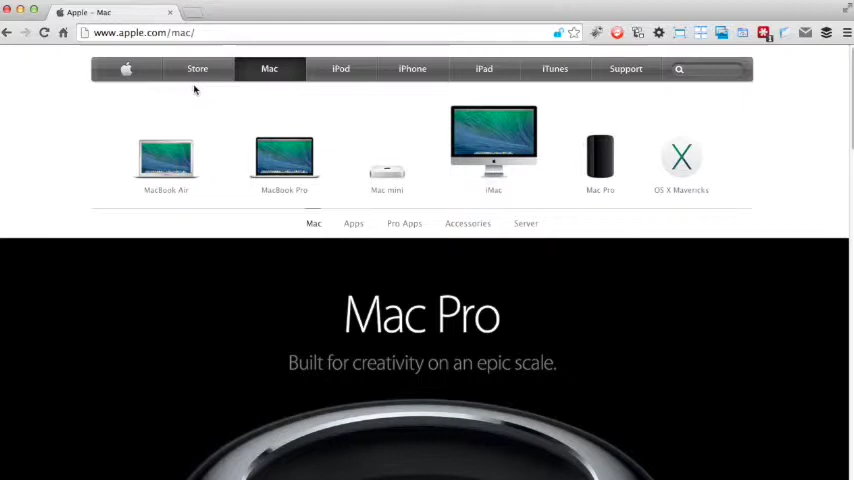 Apple – Mac
www.apple.com/mac/
Store Mac iPod iPhone iPad iTunes Support
MacBook Air MacBook Pro Mac mini iMac Mac Pro OS X Mavericks
Mac Apps Pro Apps Accessories Server
Mac Pro
Built for creativity on an epic scale.